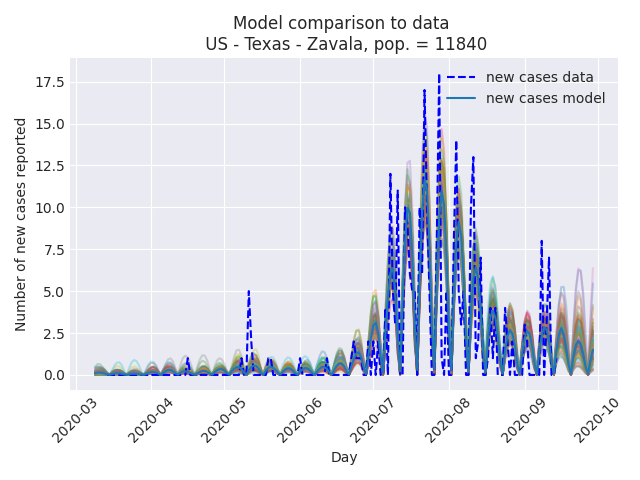 Model comparison to data
US - Texas - Zavala, pop. = 11840
new cases data
new cases model
Number of new cases reported
17.5
15.0
12.5
10.0
7.5
5.0
2.5
0.0
2020-03
2020-04
2020-05
2020-06
2020-07
2020-08
2020-09
2020-10
Day